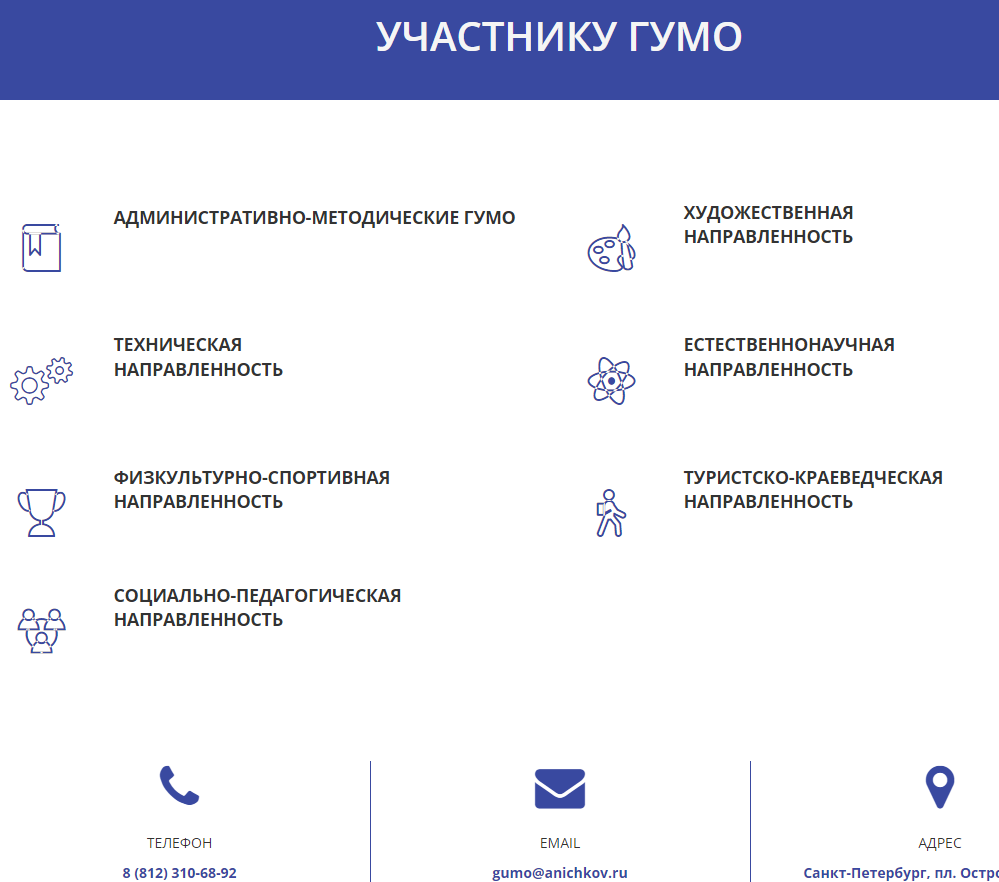 УЧАСТНИКУ ГУМО
АДМИНИСТРАТИВНО-МЕТОДИЧЕСКИЕ ГУМО
ХУДОЖЕСТВЕННАЯ
НАПРАВЛЕННОСТЬ
ТЕХНИЧЕСКАЯ
НАПРАВЛЕННОСТЬ
ЕСТЕСТВЕННОНАУЧНАЯ
НАПРАВЛЕННОСТЬ
ФИЗКУЛЬТУРНО-СПОРТИВНАЯ
НАПРАВЛЕННОСТЬ
ТУРИСТСКО-КРАЕВЕДЧЕСКАЯ
НАПРАВЛЕННОСТЬ
СОЦИАЛЬНО-ПЕДАГОГИЧЕСКАЯ
НАПРАВЛЕННОСТЬ
ТЕЛЕФОН
8 (812) 310-68-92
EMAIL
gumo@anichkov.ru
АДРЕС
Санкт-Петербург, пл.